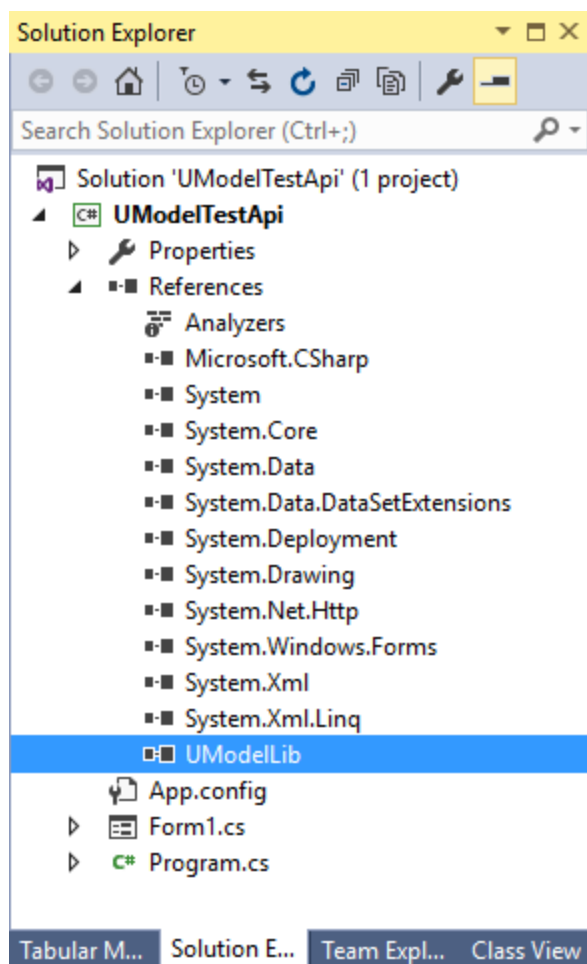 Solution Explorer
Search Solution Explorer (Ctrl+;)
Solution 'UModelTestApi' (1 project)
C# UModelTestApi
Properties
References
Analyzers
Microsoft.CSharp
System
System.Core
System.Data
System.Data.DataSetExtensions
System.Deployment
System.Drawing
System.Net.Http
System.Windows.Forms
System.Xml
System.Xml.Linq
UModelLib
App.config
Form1.cs
C# Program.cs
Tabular M... Solution E... Team Expl... Class View